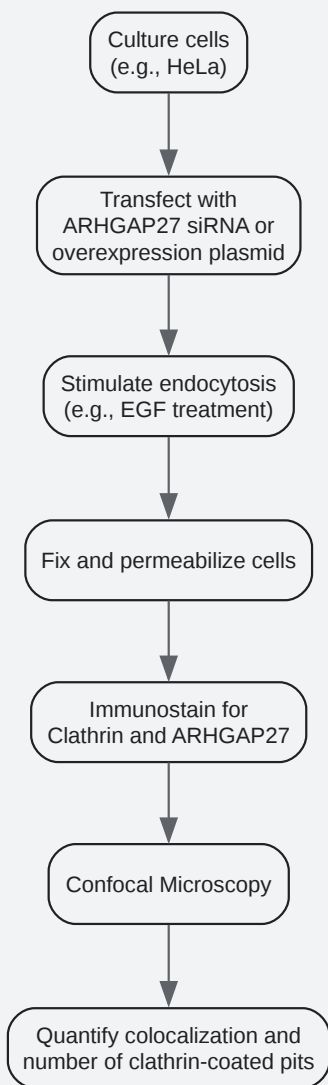 Culture cells
(e.g., HeLa)
Transfect with
ARHGAP27 siRNA or
overexpression plasmid
Stimulate endocytosis
(e.g., EGF treatment)
Fix and permeabilize cells
Immunostain for
Clathrin and ARHGAP27
Confocal Microscopy
Quantify colocalization and
number of clathrin-coated pits